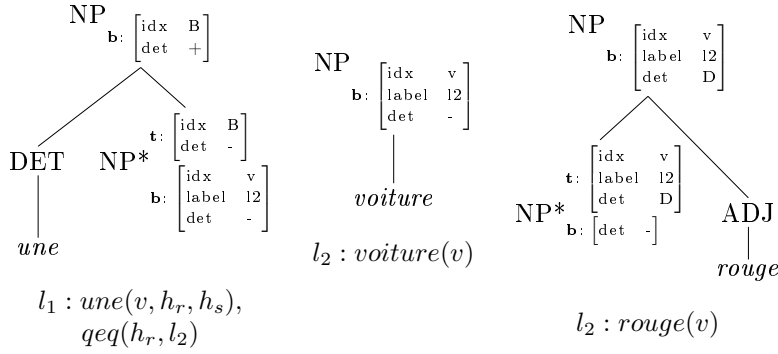 NP
b: [idx B
det +]
t: [idx B
det -]
DET NP*
b: [idx v
label l2
det -]
une
l₁ : une(v, hᵣ, hₛ),
qeq(hᵣ, l₂)
NP
b: [idx v
label l2
det -]
voiture
l₂ : voiture(v)
NP
b: [idx v
label l2
det D]
t: [idx v
label l2
det D]
NP*
b: [det -]
ADJ
rouge
l₂ : rouge(v)